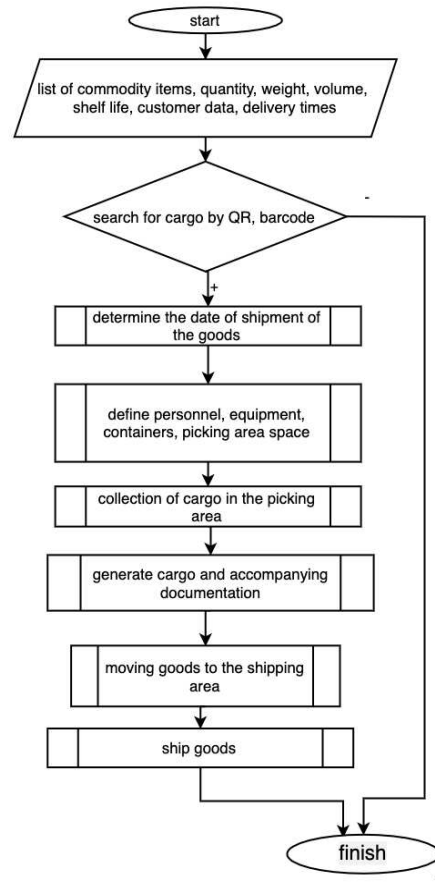 start
list of commodity items, quantity, weight, volume,
shelf life, customer data, delivery times
-
search for cargo by QR, barcode
+
determine the date of shipment of
the goods
define personnel, equipment,
containers, picking area space
collection of cargo in the picking
area
generate cargo and accompanying
documentation
moving goods to the shipping
area
ship goods
finish